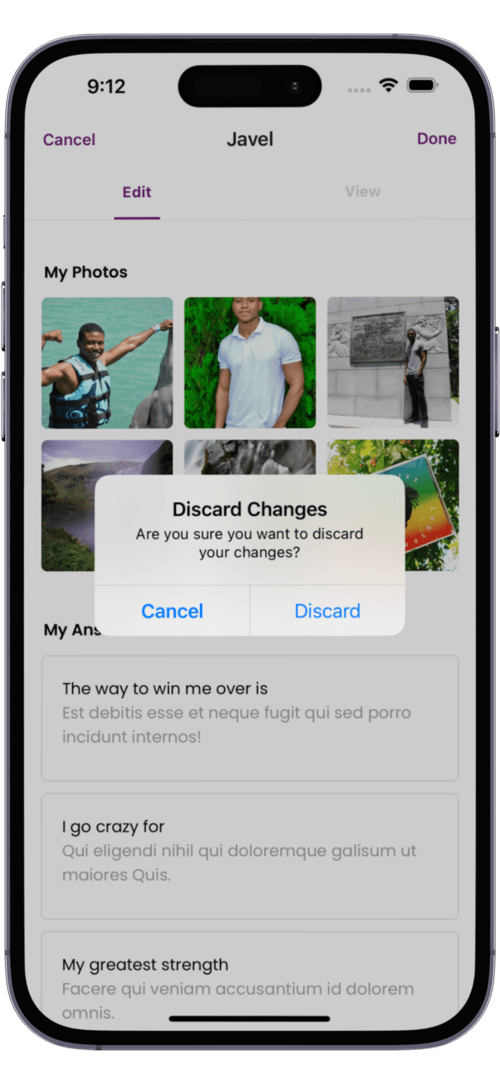 9:12
Cancel Javel Done
Edit View
My Photos
Discard Changes
Are you sure you want to discard
your changes?
Cancel Discard
My Ans
The way to win me over is
Est debitis esse et neque fugit qui sed porro
incidunt internos!
I go crazy for
Qui eligendi nihil qui doloremque galisum ut
maiores Quis.
My greatest strength
Facere qui veniam accusantium id dolorem
omnis.